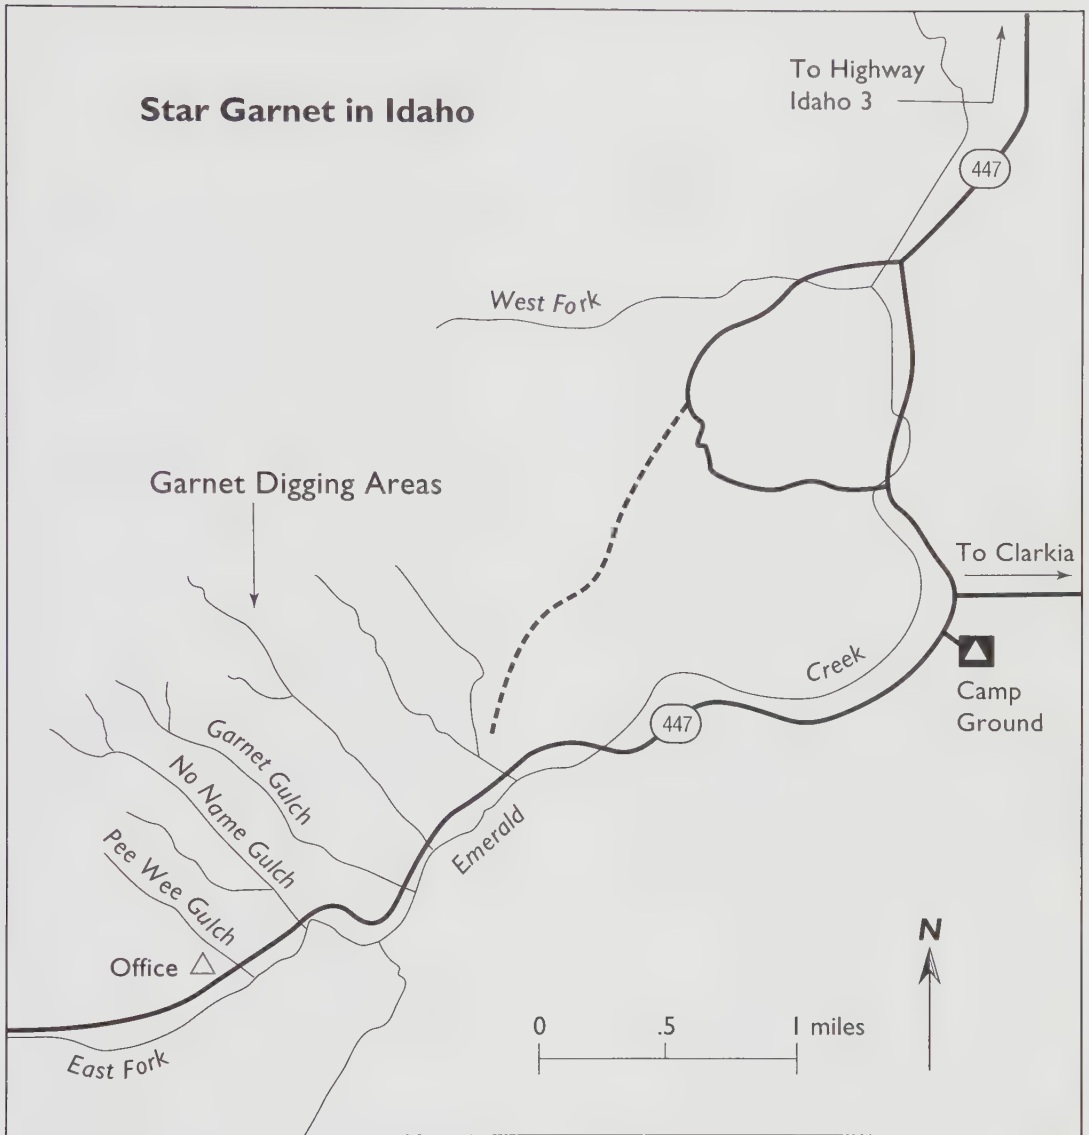 Star Garnet in Idaho
To Highway
Idaho 3
447
West Fork
Garnet Digging Areas
To Clarkia
Creek
Camp
Ground
447
Garnet Gulch
No Name Gulch
Emerald
Pee Wee Gulch
Office
N
0 .5 1 miles
East Fork